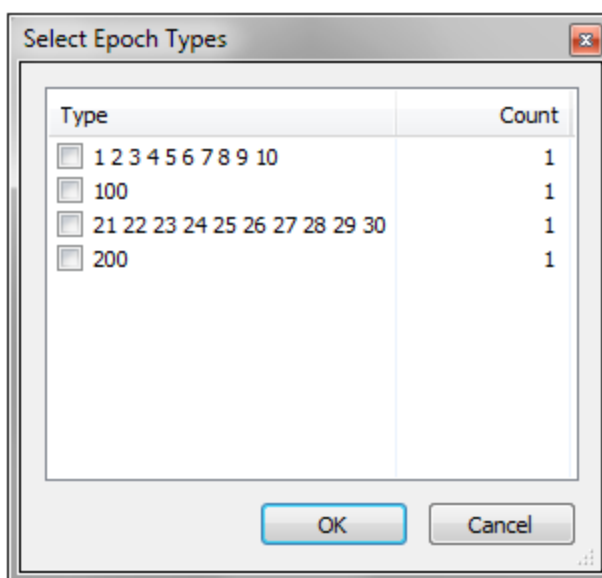 Select Epoch Types
Type Count
1 2 3 4 5 6 7 8 9 10 1
100 1
21 22 23 24 25 26 27 28 29 30 1
200 1
OK Cancel